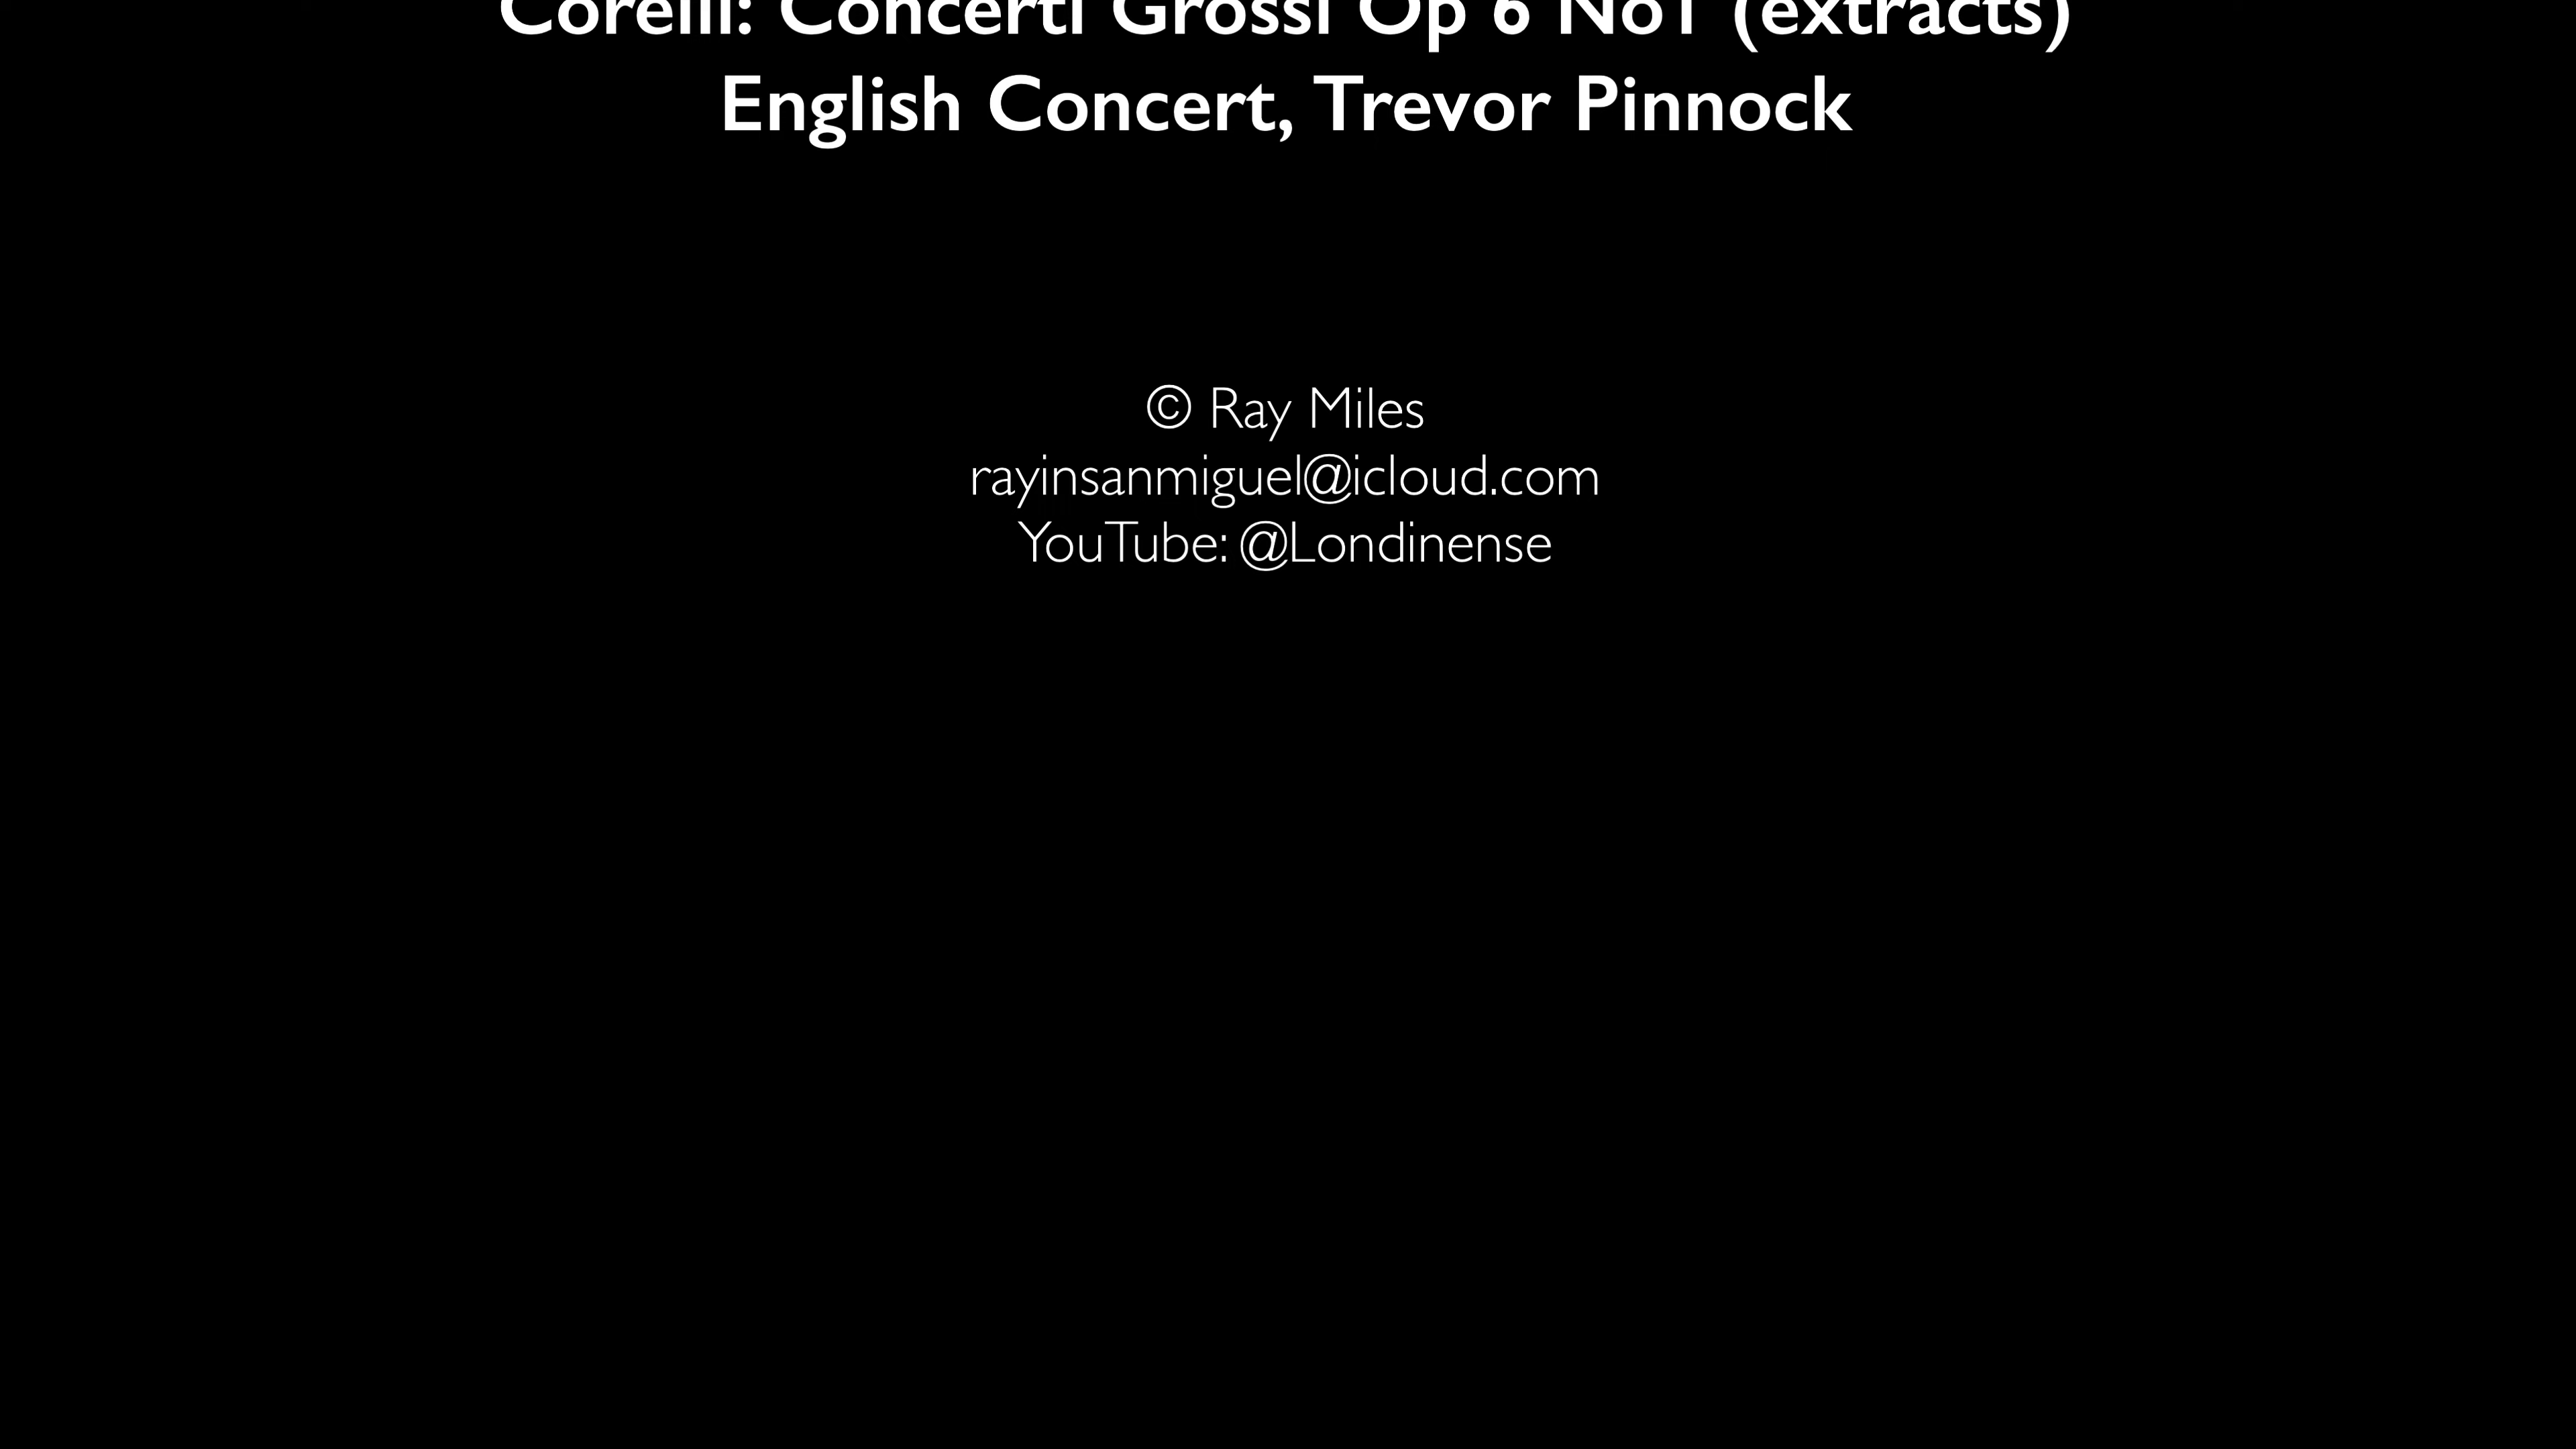 Corelli: Concerti Grossi Op 6 No1 (extracts)
English Concert, Trevor Pinnock
© Ray Miles
rayinsanmiguel@icloud.com
YouTube: @Londinense